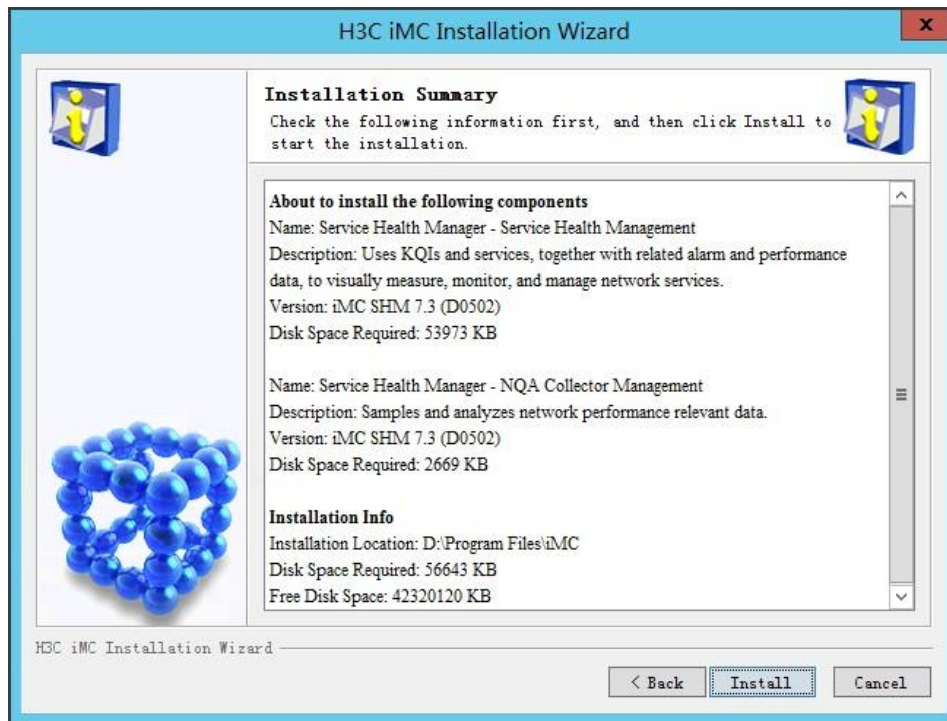 H3C iMC Installation Wizard
x
Installation Summary
Check the following information first, and then click Install to
start the installation.
About to install the following components
Name: Service Health Manager - Service Health Management
Description: Uses KQIs and services, together with related alarm and performance
data, to visually measure, monitor, and manage network services.
Version: iMC SHM 7.3 (D0502)
Disk Space Required: 53973 KB
Name: Service Health Manager - NQA Collector Management
Description: Samples and analyzes network performance relevant data.
Version: iMC SHM 7.3 (D0502)
Disk Space Required: 2669 KB
Installation Info
Installation Location: D:\Program Files\iMC
Disk Space Required: 56643 KB
Free Disk Space: 42320120 KB
H3C iMC Installation Wizard
< Back
Install
Cancel